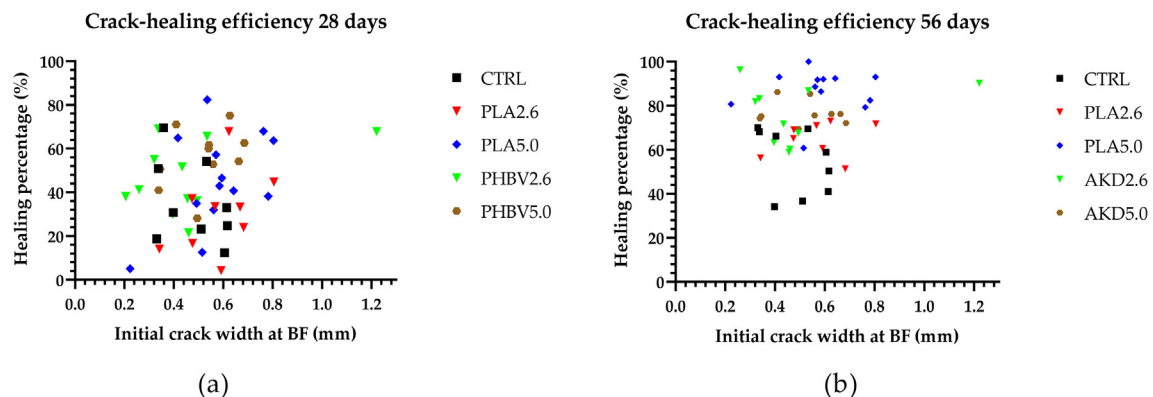 Crack-healing efficiency 28 days
Healing percentage (%)
100
80
60
40
20
0
0.0 0.2 0.4 0.6 0.8 1.0 1.2
Initial crack width at BF (mm)
CTRL
PLA2.6
PLA5.0
PHBV2.6
PHBV5.0
(a)
Crack-healing efficiency 56 days
Healing percentage (%)
100
80
60
40
20
0
0.0 0.2 0.4 0.6 0.8 1.0 1.2
Initial crack width at BF (mm)
CTRL
PLA2.6
PLA5.0
AKD2.6
AKD5.0
(b)